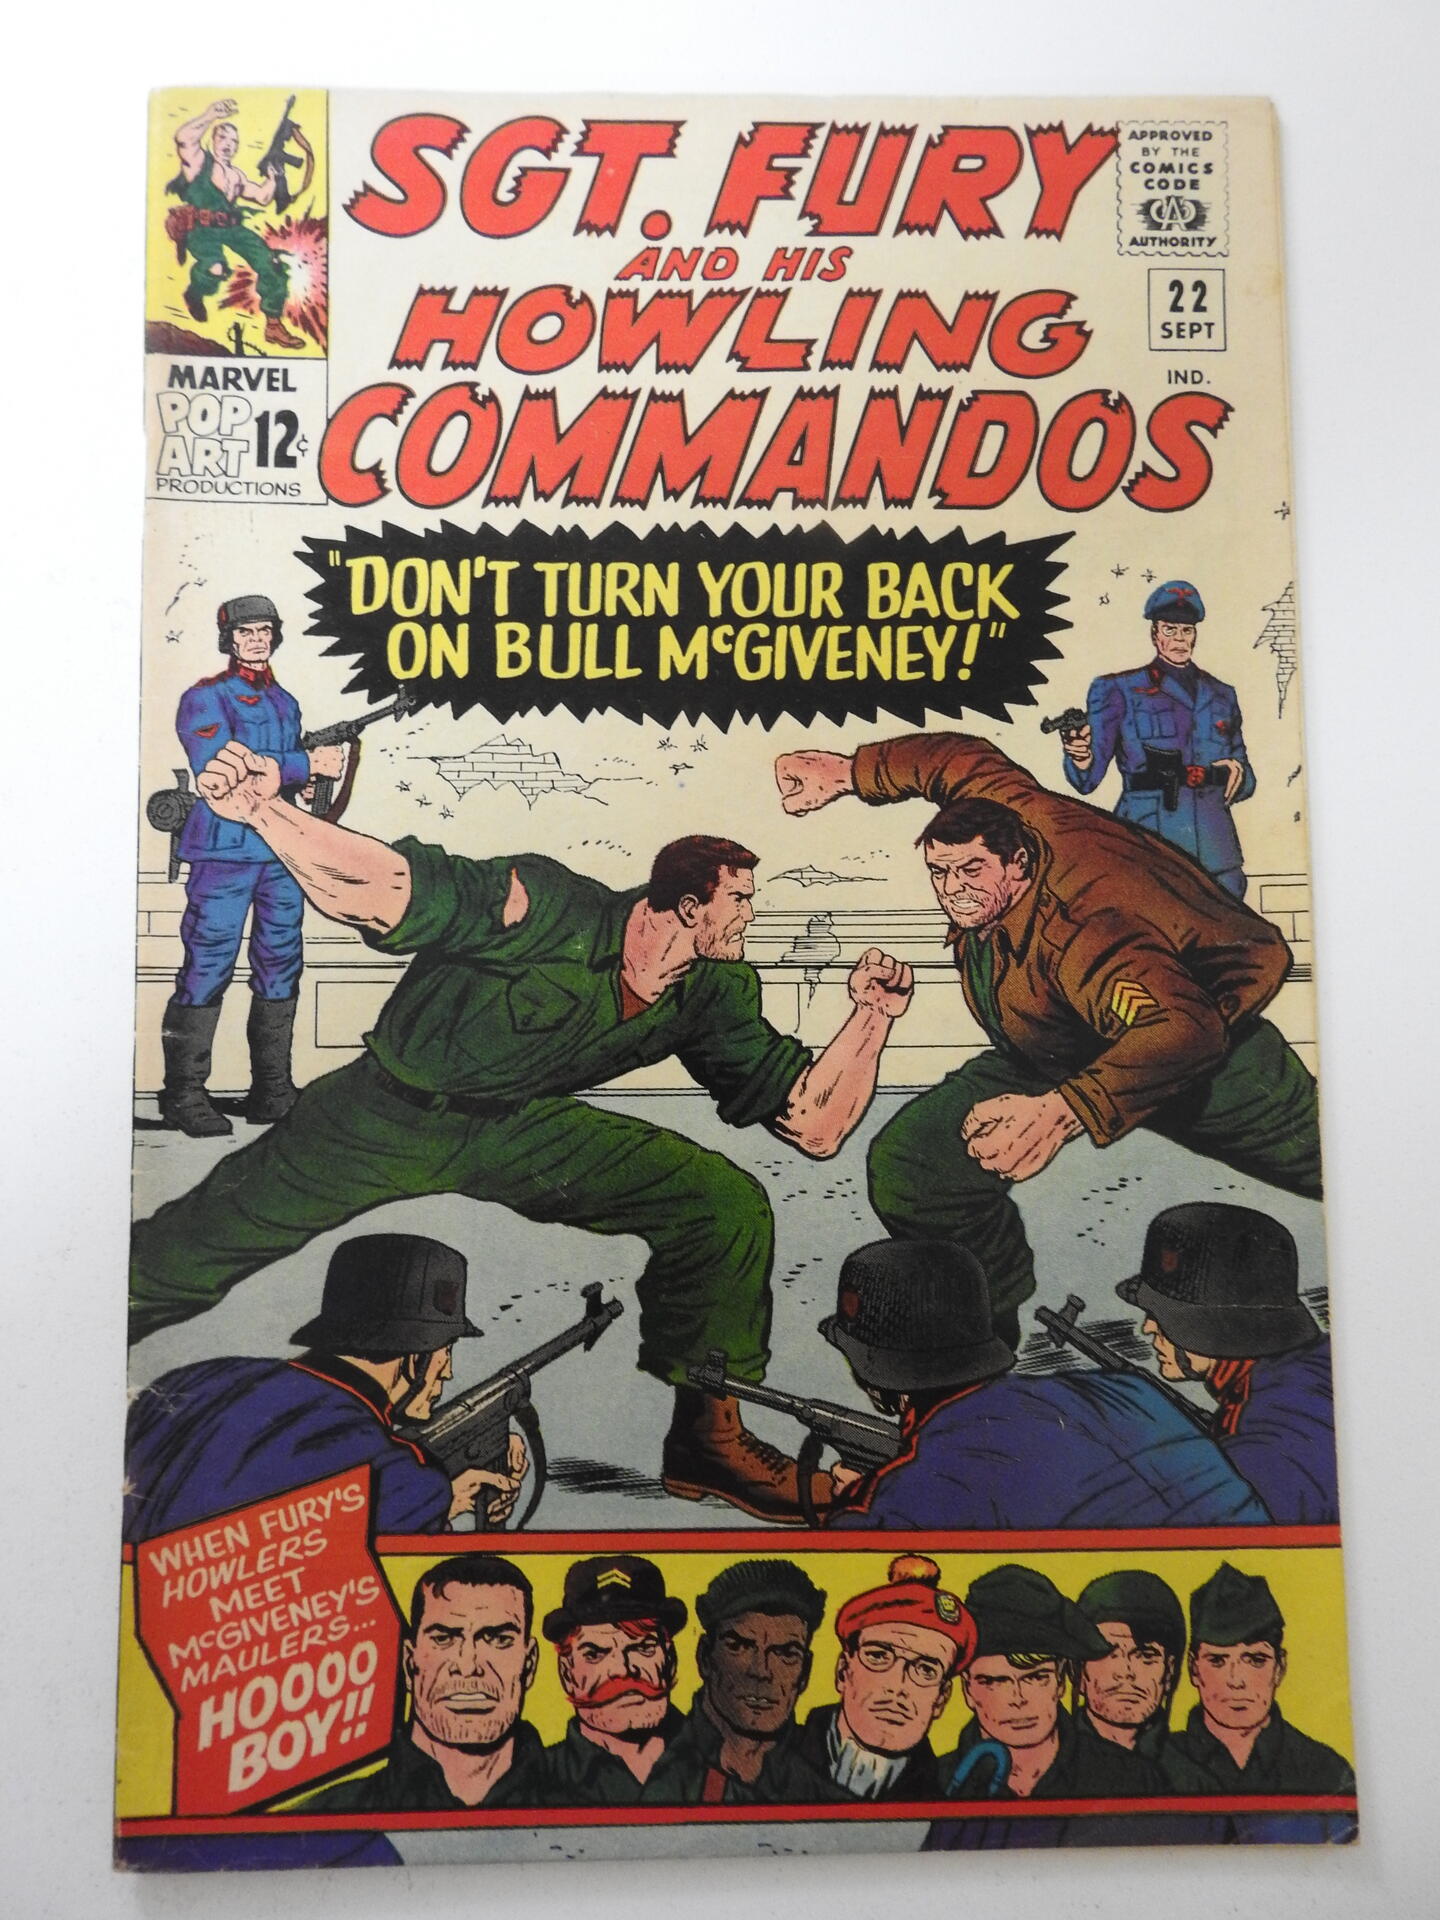 SGT. FURY
AND HIS
HOWLING
COMMANDOS
APPROVED
BY THE
COMICS
CODE
CA
AUTHORITY
22
SEPT
IND.
MARVEL
POP
ART 12¢
PRODUCTIONS
"DON'T TURN YOUR BACK
ON BULL McGIVENEY!"
WHEN FURY'S
HOWLERS
MEET
McGIVENEY'S
MAULERS...
HOOOO
BOY!!